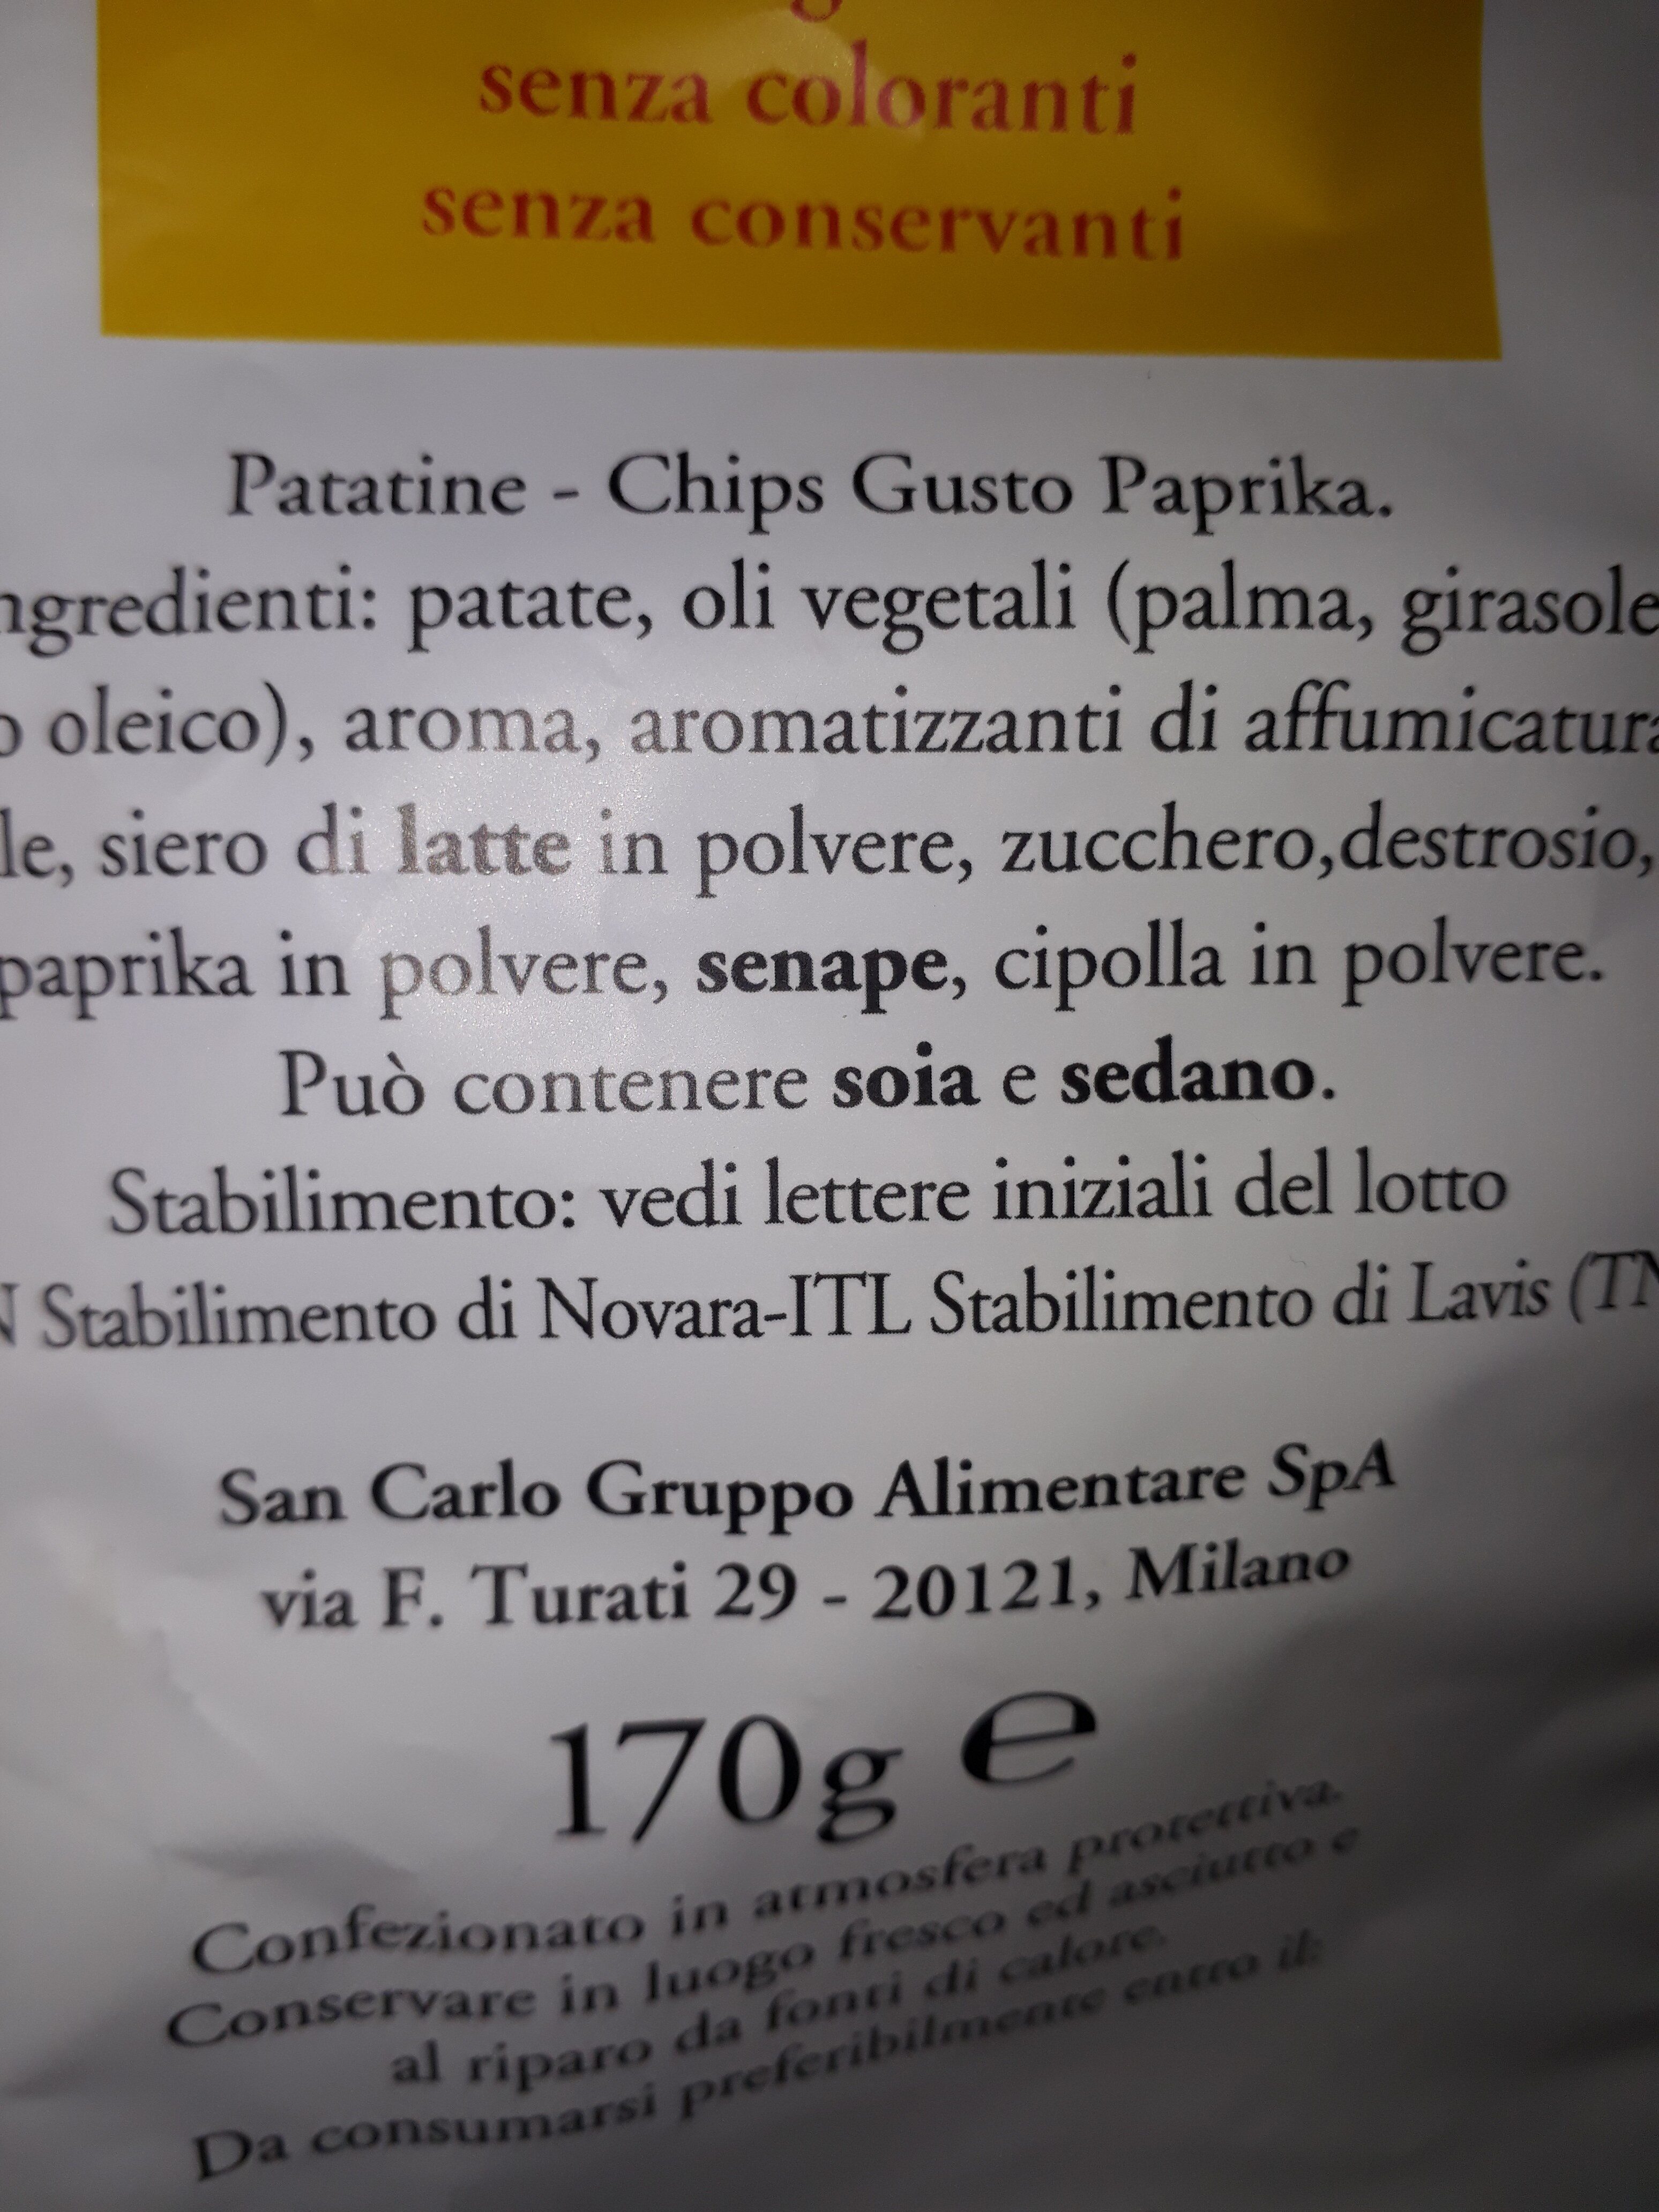 senza coloranti
senza conservanti
Patatine - Chips Gusto Paprika.
ngredienti: patate, oli vegetali (palma, girasole
o oleico), aroma, aromatizzanti di affumicatura
le, siero di latte in polvere, zucchero,destrosio,
paprika in polvere, senape, cipolla in polvere.
Può contenere soia e sedano.
Stabilimento: vedi lettere iniziali del lotto
N Stabilimento di Novara-ITL Stabilimento di Lavis (TN
San Carlo Gruppo Alimentare SpA
via F. Turati 29 - 20121, Milano
170g e
Confezionato in atmosfera protettiva.
Conservare in luogo fresco ed asciutto e
al riparo da fonti di calore.
Da consumarsi preferibilmente entro il: